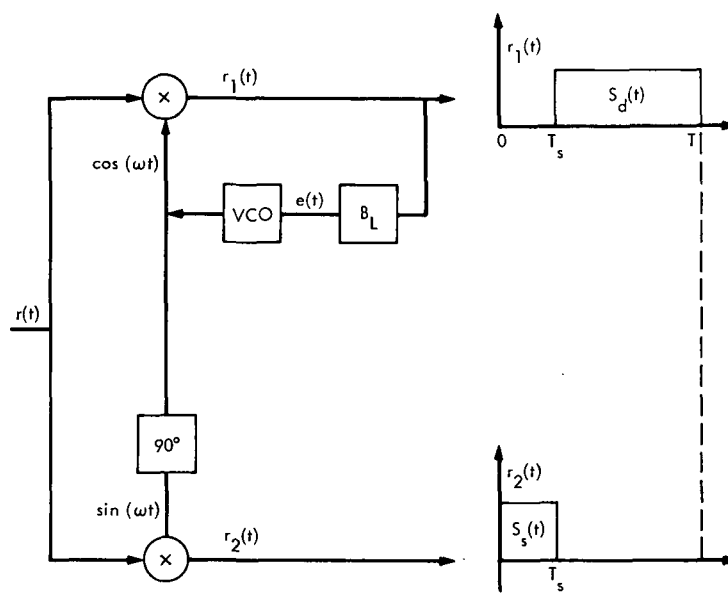 r₁(t)
×
cos (ωt)
VCO
e(t)
B_L
r(t)
90°
sin (ωt)
×
r₂(t)
r₁(t)
S_d(t)
0
T_s
T
r₂(t)
S_s(t)
T_s